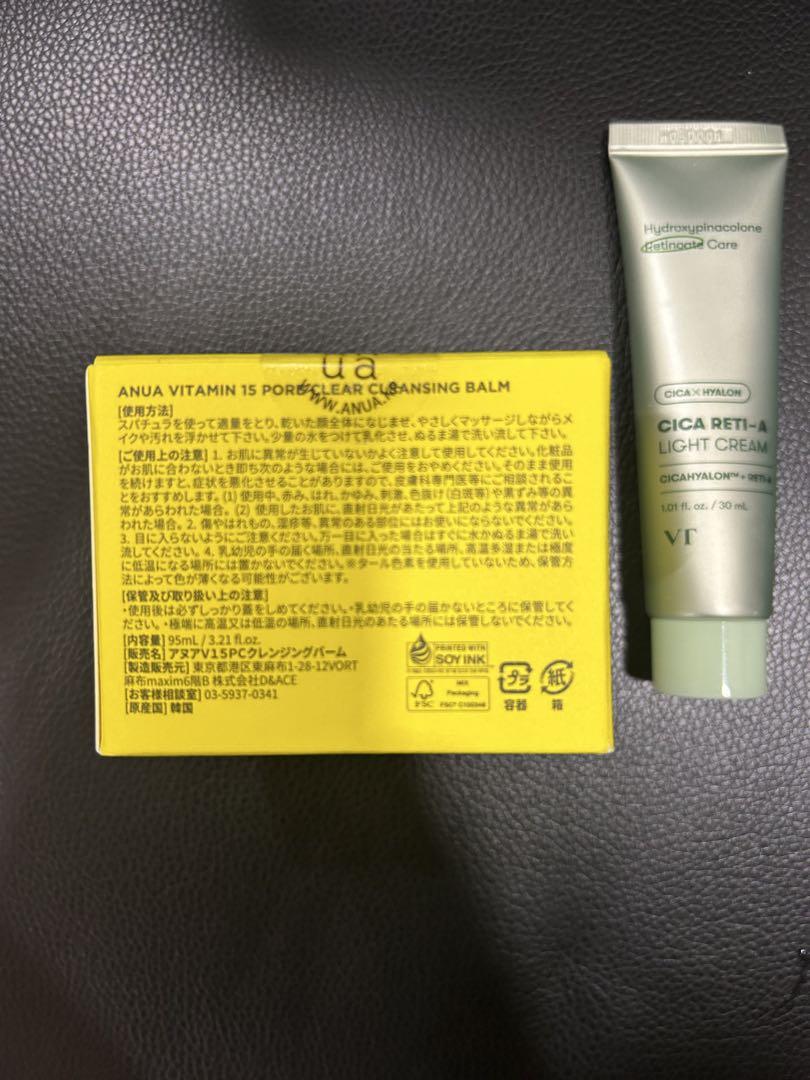 ua
WWW.ANUA.KR
ANUA VITAMIN 15 PORE CLEAR CLEANSING BALM
[使用方法]
スパチュラを使って適量をとり、乾いた顔全体になじませ、やさしくマッサージしながらメ
イクや汚れを浮かせて下さい。少量の水をつけて乳化させ、ぬるま湯で洗い流して下さい。
[ご使用上の注意] 1. お肌に異常が生じていないかよく注意して使用してください。化粧品
がお肌に合わないとき即ち次のような場合には、ご使用をおやめください。そのまま使用
を続けますと、症状を悪化させることがありますので、皮膚科専門医等にご相談されるこ
とをおすすめします。(1) 使用中、赤み、はれ、かゆみ、刺激、色抜け(白斑等)や黒ずみ等の異
常があらわれた場合。(2) 使用したお肌に、直射日光があたって上記のような異常があら
われた場合。2. 傷やはれもの、湿疹等、異常のある部位にはお使いにならないでください。
3. 目に入らないようにご注意ください。万一目に入った場合はすぐに水かぬるま湯で洗い
流してください。4. 乳幼児の手の届く場所、直射日光の当たる場所、高温多湿または極度
に低温になる場所には置かないでください。※タール色素を使用していないため、保管方
法によって色が薄くなる可能性がございます。
[保管及び取り扱い上の注意]
・使用後は必ずしっかり蓋をしめてください。・乳幼児の手の届かないところに保管してく
ださい。・極端に高温又は低温の場所、直射日光のあたる場所には保管しないでください。
[内容量] 95mL / 3.21 fl.oz.
[販売名] アヌアV15PCクレンジングバーム
[製造販売元] 東京都港区東麻布1-28-12VORT
麻布maxim6階B 株式会社D&ACE
[お客様相談室] 03-5937-0341
[原産国] 韓国
PRINTED WITH
SOY INK
MIX
Packaging
FSC
プラ
容器
紙
箱
Hydroxypinacolone
Retinoate Care
CICA X HYALON
CICA RETI-A
LIGHT CREAM
CICAHYALON™ + RETI-A
1.01 fl. oz. / 30 mL
VT